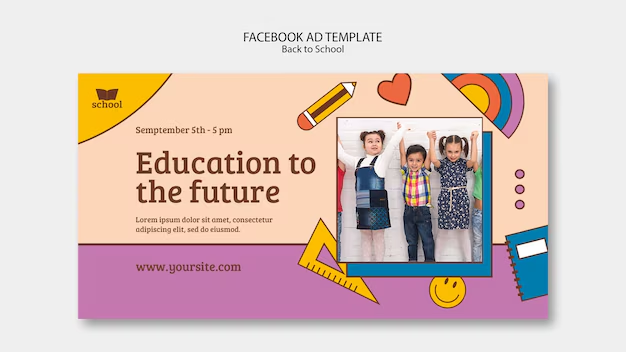 FACEBOOK AD TEMPLATE
Back to School
school
Semptember 5th - 5 pm
Education to
the future
Lorem ipsum dolor sit amet, consectetur
adipiscing elit, sed do eiusmod.
www.yoursite.com